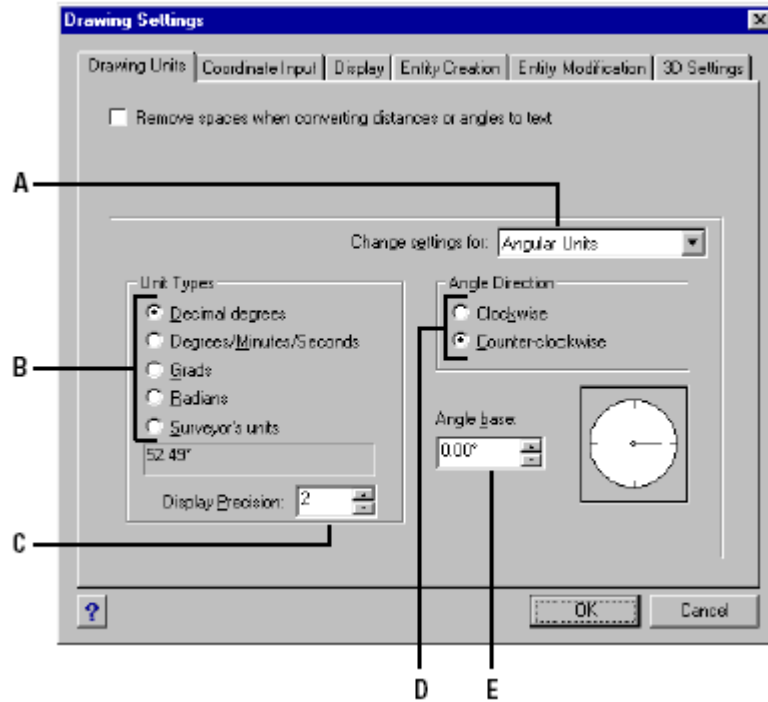 Drawing Settings
Drawing Units Coordinate Input Display Entity Creation Entity Modification 3D Settings
Remove spaces when converting distances or angles to text
A
Change settings for: Angular Units
Unit Types
Angle Direction
Decimal degrees
Clockwise
D
Degrees/Minutes/Seconds
Counter-clockwise
B
Grads
Radians
Angle base:
Surveyor's units
0.00°
52.49°
Display Precision: 2
C
? OK Cancel
D E